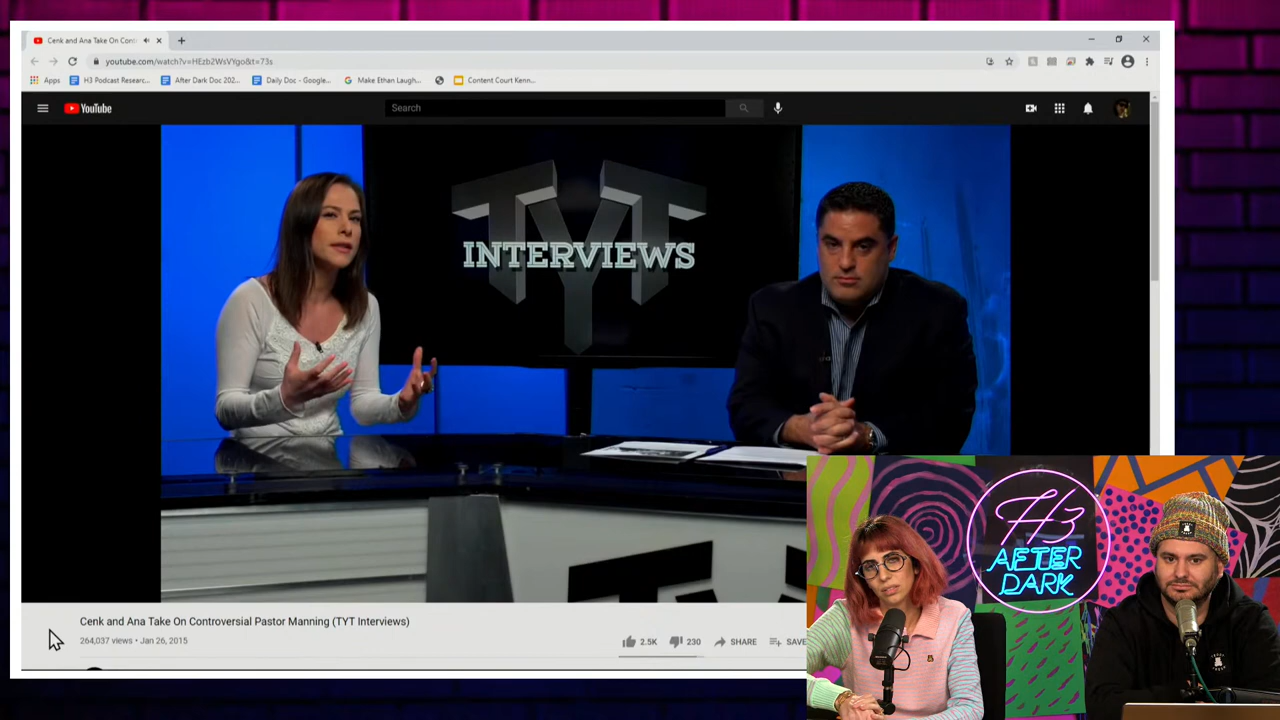 Cenk and Ana Take On Cont
youtube.com/watch?v=HEzb2WsVYgo&t=73s
Apps
H3 Podcast Researc...
After Dark Doc 202...
Daily Doc - Google...
Make Ethan Laugh...
Content Court Kenn...
YouTube
Search
TYT
INTERVIEWS
Cenk and Ana Take On Controversial Pastor Manning (TYT Interviews)
264,037 views • Jan 26, 2015
2.5K
230
SHARE
SAVE
H3
AFTER
DARK